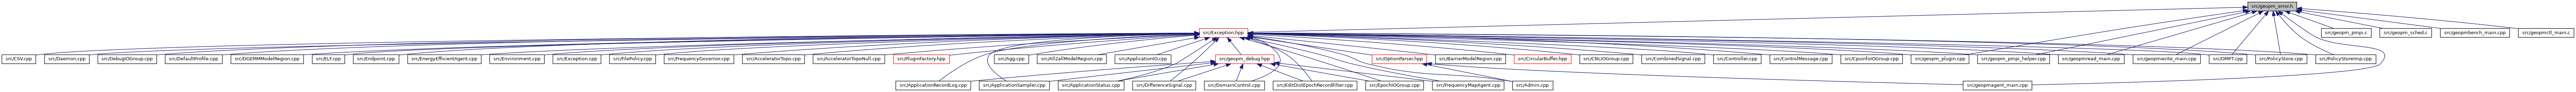 src/geopm_error.h
src/Exception.hpp
src/geopm_pmpi.c
src/geopm_sched.c
src/geopmbench_main.cpp
src/geopmctl_main.c
src/CSV.cpp
src/Daemon.cpp
src/DebugIOGroup.cpp
src/DefaultProfile.cpp
src/DGEMMModelRegion.cpp
src/ELF.cpp
src/Endpoint.cpp
src/EnergyEfficientAgent.cpp
src/Environment.cpp
src/Exception.cpp
src/FilePolicy.cpp
src/FrequencyGovernor.cpp
src/AcceleratorTopo.cpp
src/AcceleratorTopoNull.cpp
src/PluginFactory.hpp
src/Agg.cpp
src/All2allModelRegion.cpp
src/ApplicationIO.cpp
src/geopm_debug.hpp
src/OptionParser.hpp
src/BarrierModelRegion.cpp
src/CircularBuffer.hpp
src/CNLIOGroup.cpp
src/CombinedSignal.cpp
src/Controller.cpp
src/ControlMessage.cpp
src/CpuinfoIOGroup.cpp
src/geopm_plugin.cpp
src/geopm_pmpi_helper.cpp
src/geopmread_main.cpp
src/geopmwrite_main.cpp
src/OMPT.cpp
src/PolicyStore.cpp
src/PolicyStoreImp.cpp
src/ApplicationRecordLog.cpp
src/ApplicationSampler.cpp
src/ApplicationStatus.cpp
src/DifferenceSignal.cpp
src/DomainControl.cpp
src/EditDistEpochRecordFilter.cpp
src/EpochIOGroup.cpp
src/FrequencyMapAgent.cpp
src/Admin.cpp
src/geopmagent_main.cpp